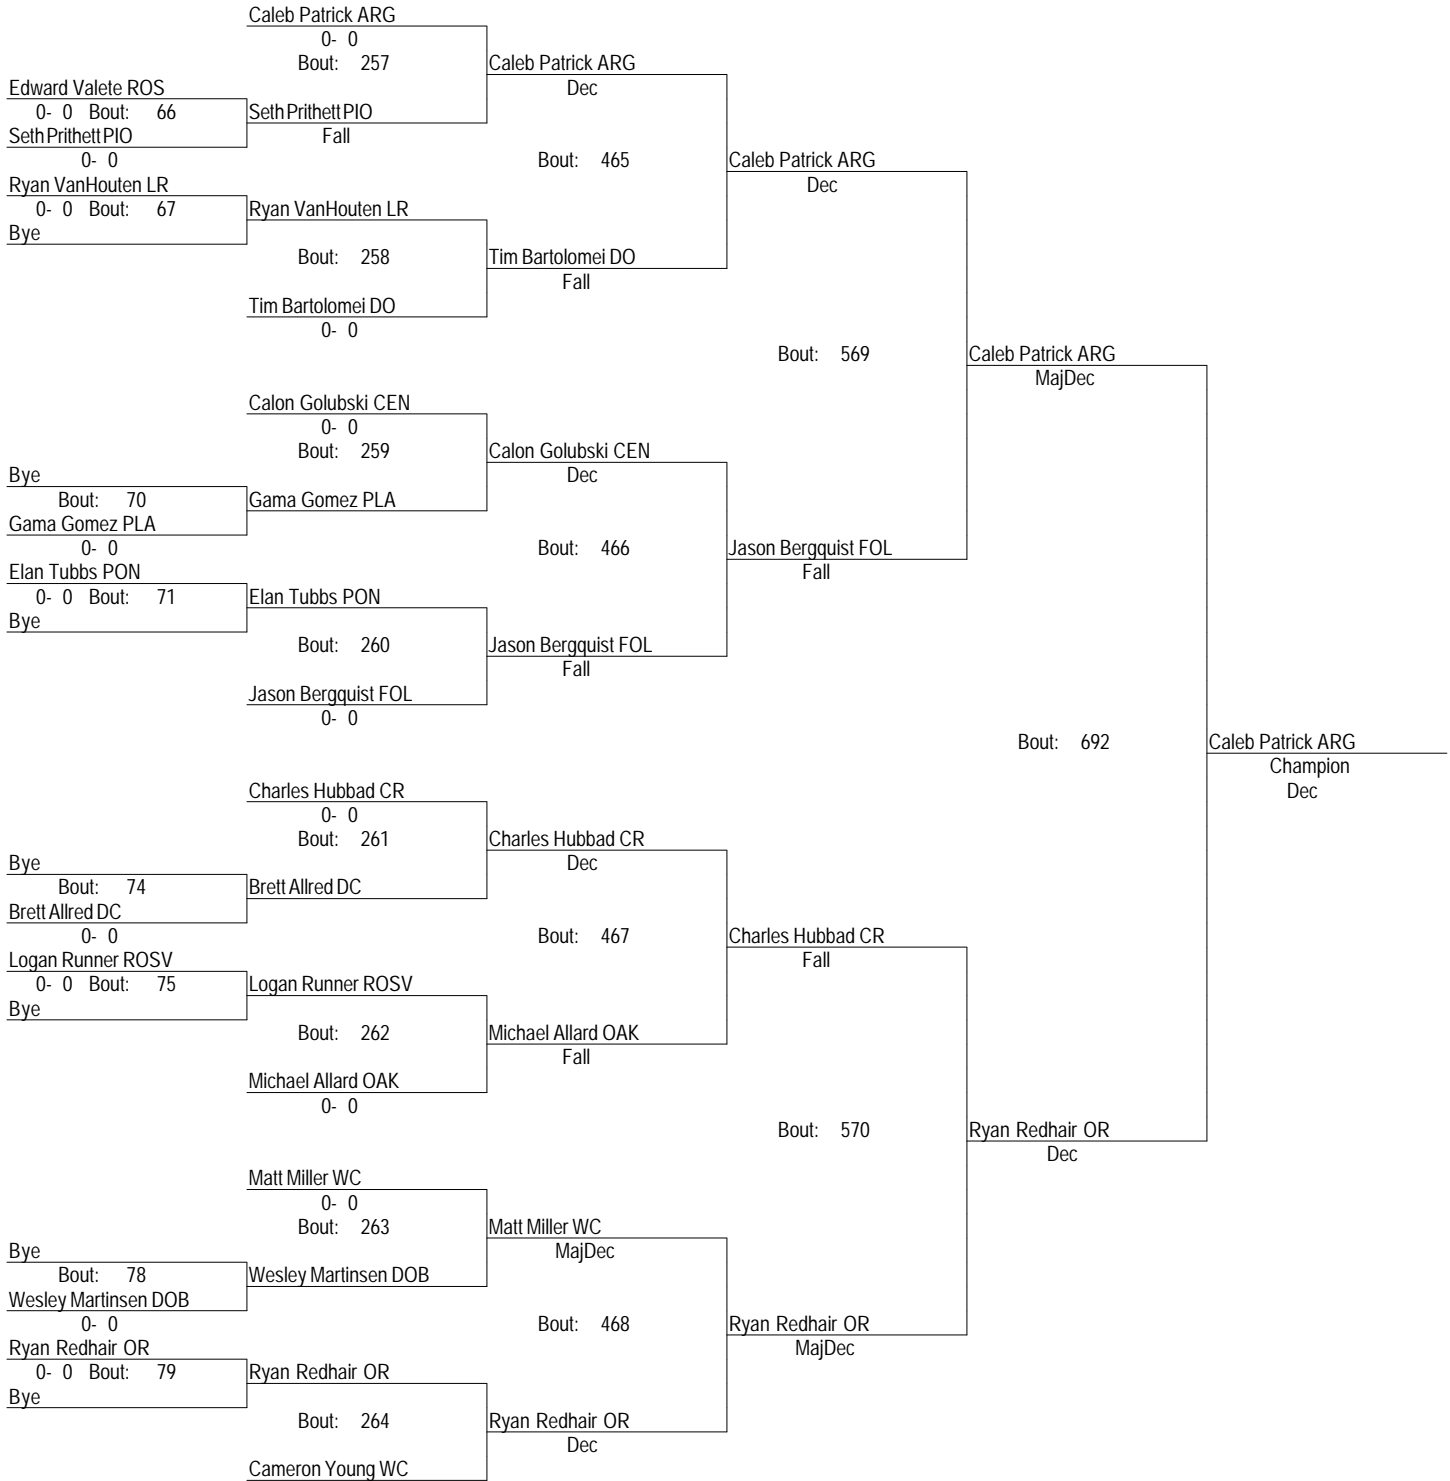 Caleb Patrick ARG
0- 0
Bout: 257
Caleb Patrick ARG
Dec
Edward Valete ROS
0- 0 Bout: 66
Seth Prithett PIO
Fall
Seth Prithett PIO
0- 0
Bout: 465
Caleb Patrick ARG
Dec
Ryan VanHouten LR
0- 0 Bout: 67
Ryan VanHouten LR
Bye
Bout: 258
Tim Bartolomei DO
Fall
Tim Bartolomei DO
0- 0
Bout: 569
Caleb Patrick ARG
MajDec
Calon Golubski CEN
0- 0
Bout: 259
Calon Golubski CEN
Dec
Bye
Bout: 70
Gama Gomez PLA
Gama Gomez PLA
0- 0
Bout: 466
Jason Bergquist FOL
Fall
Elan Tubbs PON
0- 0 Bout: 71
Elan Tubbs PON
Bye
Bout: 260
Jason Bergquist FOL
Fall
Jason Bergquist FOL
0- 0
Bout: 692
Caleb Patrick ARG
Champion
Dec
Charles Hubbad CR
0- 0
Bout: 261
Charles Hubbad CR
Dec
Bye
Bout: 74
Brett Allred DC
Brett Allred DC
0- 0
Bout: 467
Charles Hubbad CR
Fall
Logan Runner ROSV
0- 0 Bout: 75
Logan Runner ROSV
Bye
Bout: 262
Michael Allard OAK
Fall
Michael Allard OAK
0- 0
Bout: 570
Ryan Redhair OR
Dec
Matt Miller WC
0- 0
Bout: 263
Matt Miller WC
MajDec
Bye
Bout: 78
Wesley Martinsen DOB
Wesley Martinsen DOB
0- 0
Bout: 468
Ryan Redhair OR
MajDec
Ryan Redhair OR
0- 0 Bout: 79
Ryan Redhair OR
Bye
Bout: 264
Ryan Redhair OR
Dec
Cameron Young WC